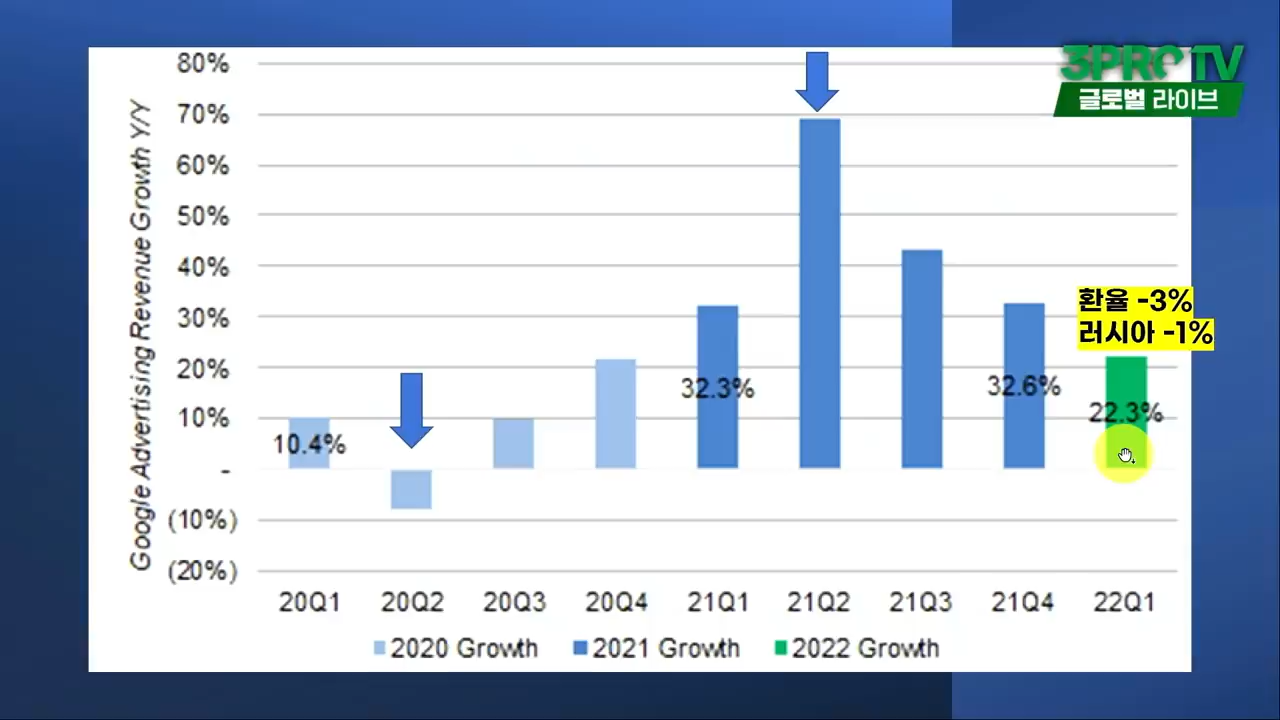 3PRO TV
글로벌 라이브
Google Advertising Revenue Growth Y/Y
80%
70%
60%
50%
40%
30%
20%
10%
-
(10%)
(20%)
환율 -3%
러시아 -1%
10.4%
32.3%
32.6%
22.3%
20Q1 20Q2 20Q3 20Q4 21Q1 21Q2 21Q3 21Q4 22Q1
2020 Growth 2021 Growth 2022 Growth